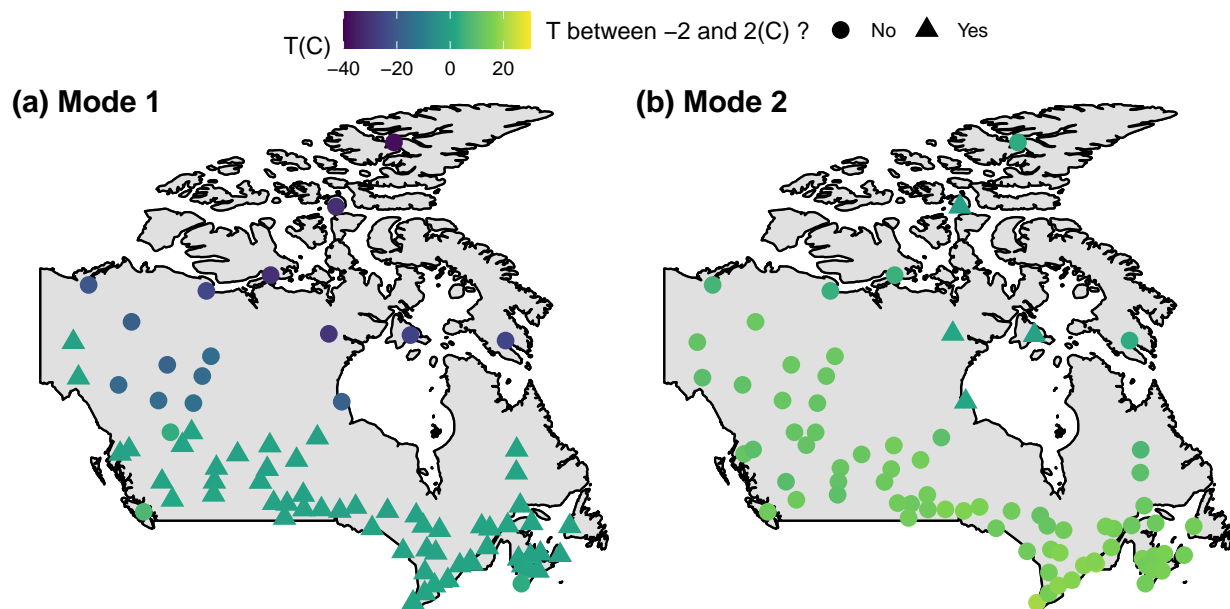 T(C)
−40 −20 0 20
T between −2 and 2(C) ? No Yes
(a) Mode 1
(b) Mode 2